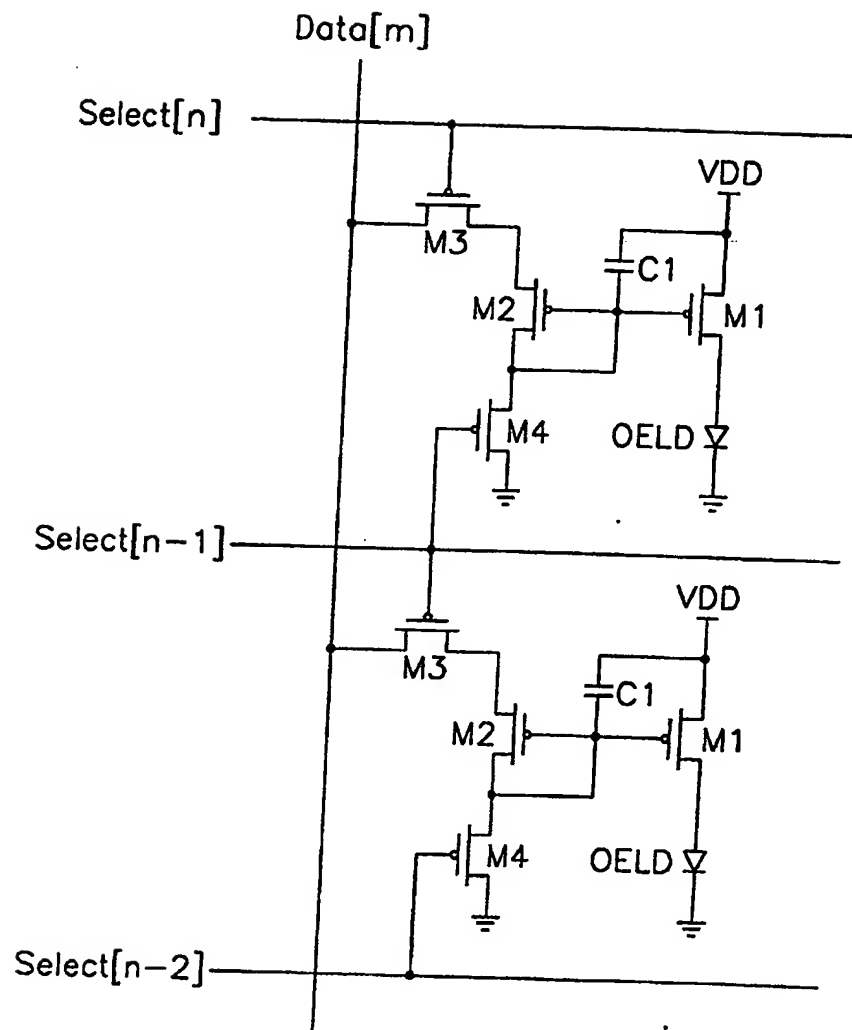 Data[m]
Select[n]
VDD
M3
C1
M2
M1
M4
OELD
Select[n-1]
VDD
M3
C1
M2
M1
M4
OELD
Select[n-2]